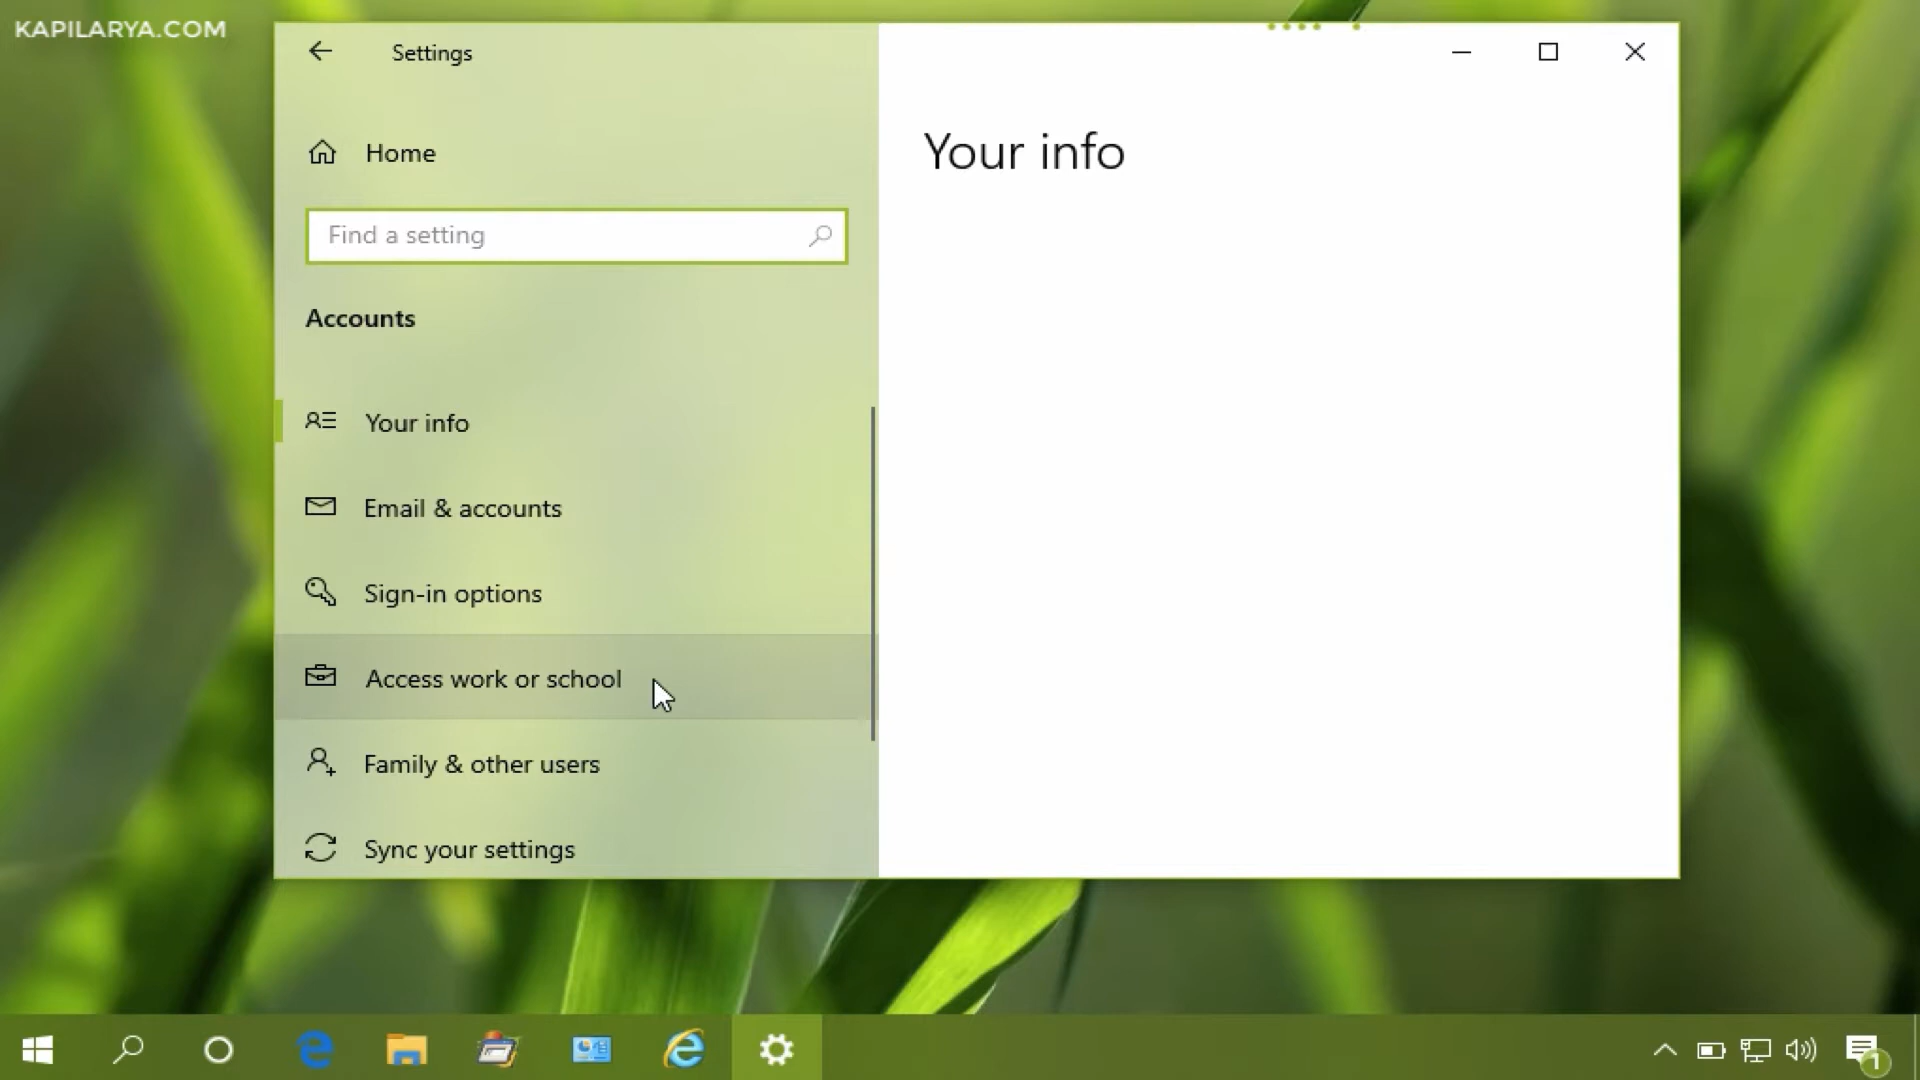 KAPILARYA.COM
Settings
Home
Find a setting
Accounts
Your info
Email & accounts
Sign-in options
Access work or school
Family & other users
Sync your settings
Your info
1